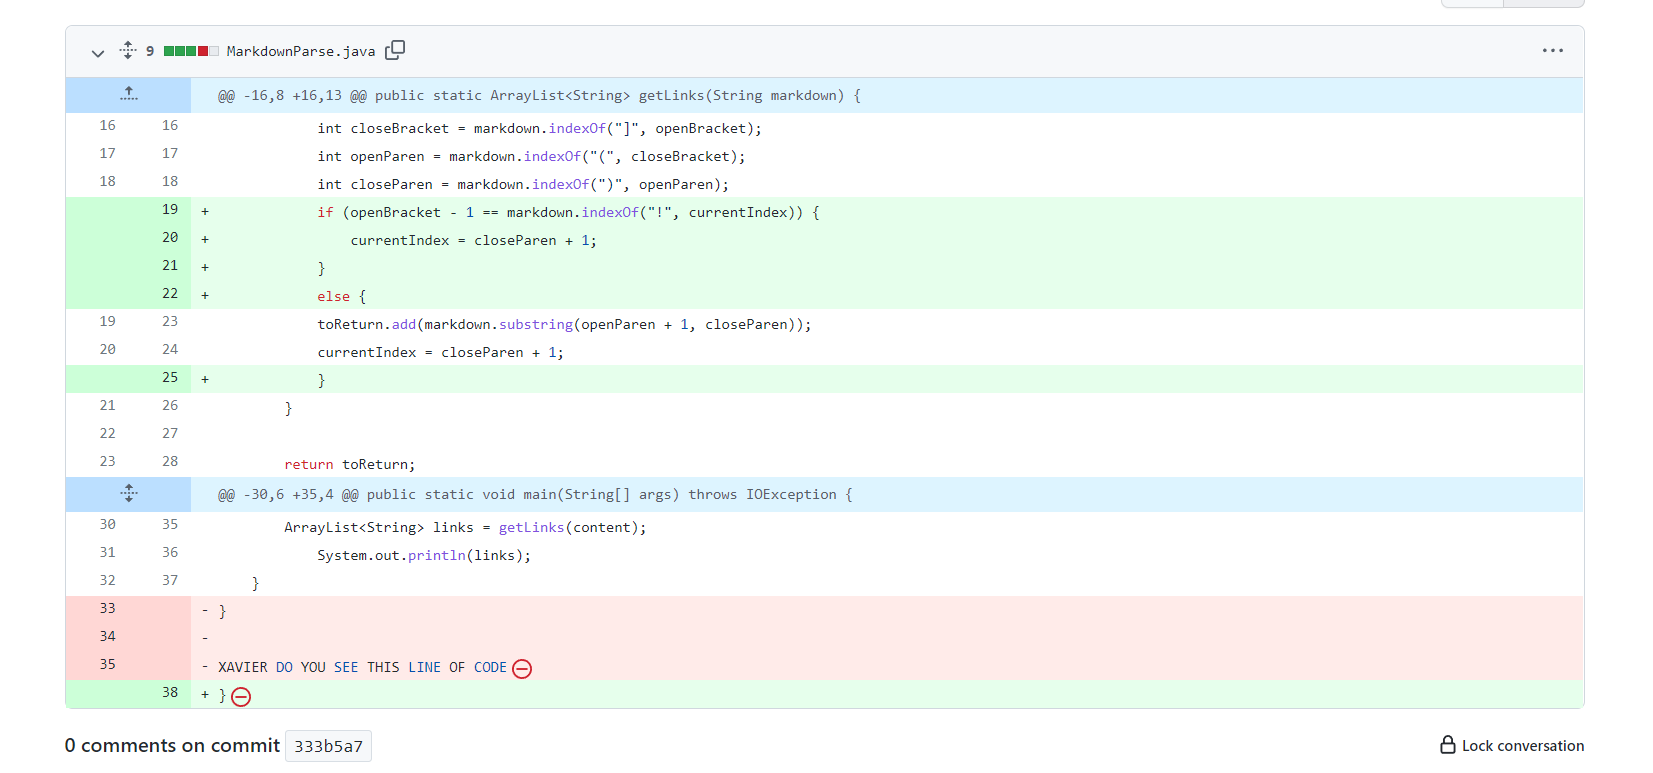 9 MarkdownParse.java
@@ -16,8 +16,13 @@ public static ArrayList<String> getLinks(String markdown) {
16 16 int closeBracket = markdown.indexOf("]", openBracket);
17 17 int openParen = markdown.indexOf("(", closeBracket);
18 18 int closeParen = markdown.indexOf(")", openParen);
19 + if (openBracket - 1 == markdown.indexOf("!", currentIndex)) {
20 + currentIndex = closeParen + 1;
21 + }
22 + else {
19 23 toReturn.add(markdown.substring(openParen + 1, closeParen));
20 24 currentIndex = closeParen + 1;
25 + }
21 26 }
22 27
23 28 return toReturn;
@@ -30,6 +35,4 @@ public static void main(String[] args) throws IOException {
30 35 ArrayList<String> links = getLinks(content);
31 36 System.out.println(links);
32 37 }
33 - }
34 -
35 - XAVIER DO YOU SEE THIS LINE OF CODE
38 + }
0 comments on commit 333b5a7
Lock conversation